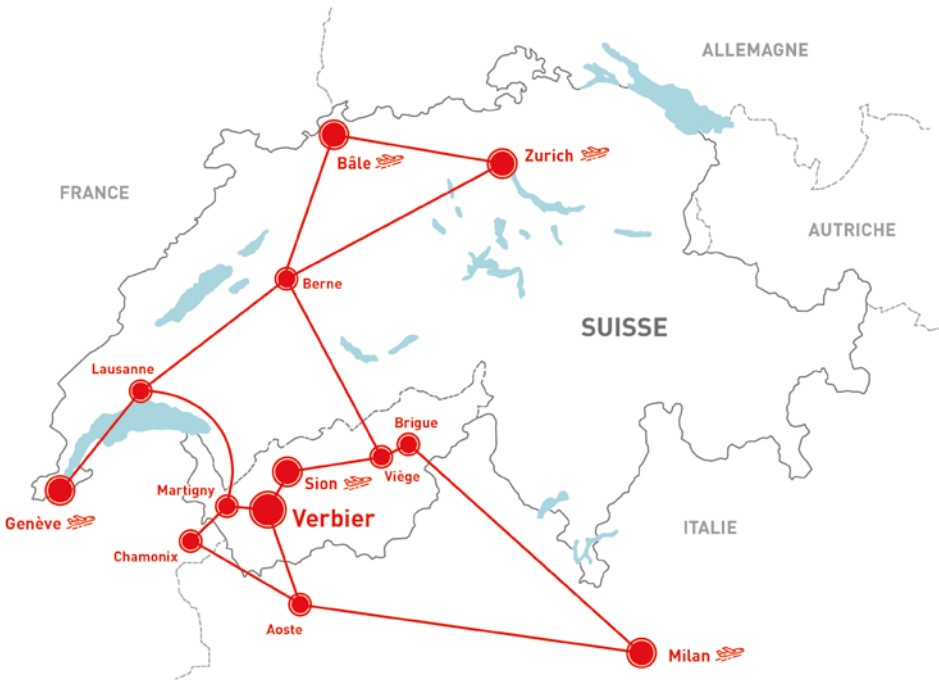 ALLEMAGNE
Zurich
Bâle
FRANCE
AUTRICHE
Berne
SUISSE
Lausanne
Brigue
Viège
Sion
Martigny
Verbier
Genève
ITALIE
Chamonix
Aoste
Milan